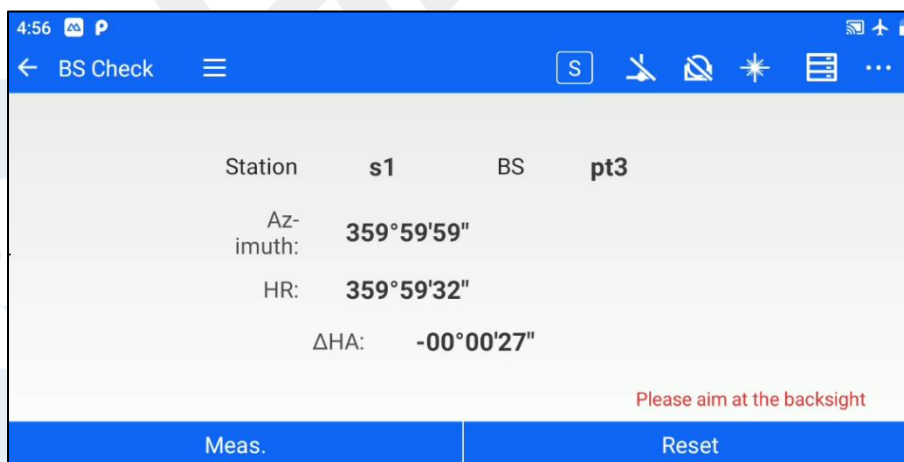 4:56
BS Check
S
Station s1 BS pt3
Az-
imuth: 359°59'59"
HR: 359°59'32"
ΔHA: -00°00'27"
Please aim at the backsight
Meas. Reset